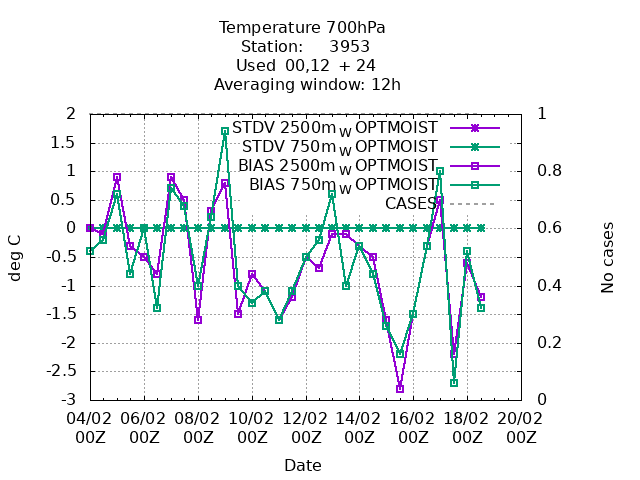 Temperature 700hPa
Station: 3953
Used 00,12 + 24
Averaging window: 12h
STDV 2500m_W OPTMOIST
STDV 750m_W OPTMOIST
BIAS 2500m_W OPTMOIST
BIAS 750m_W OPTMOIST
CASES
2
1.5
1
0.5
0
-0.5
-1
-1.5
-2
-2.5
-3
deg C
1
0.8
0.6
0.4
0.2
0
No cases
04/02 06/02 08/02 10/02 12/02 14/02 16/02 18/02 20/02
00Z 00Z 00Z 00Z 00Z 00Z 00Z 00Z 00Z
Date